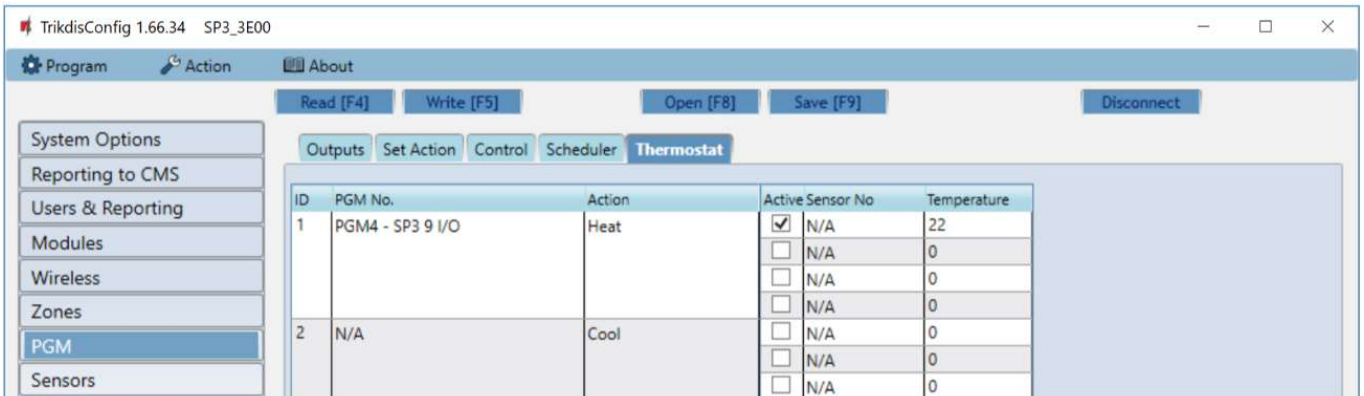 TrikdisConfig 1.66.34 SP3_3E00
Program Action About
Read [F4] Write [F5] Open [F8] Save [F9] Disconnect
System Options
Reporting to CMS
Users & Reporting
Modules
Wireless
Zones
PGM
Sensors
Outputs Set Action Control Scheduler Thermostat
ID PGM No. Action Active Sensor No Temperature
1 PGM4 - SP3 9 I/O Heat N/A 22
N/A 0
N/A 0
N/A 0
2 N/A Cool N/A 0
N/A 0
N/A 0